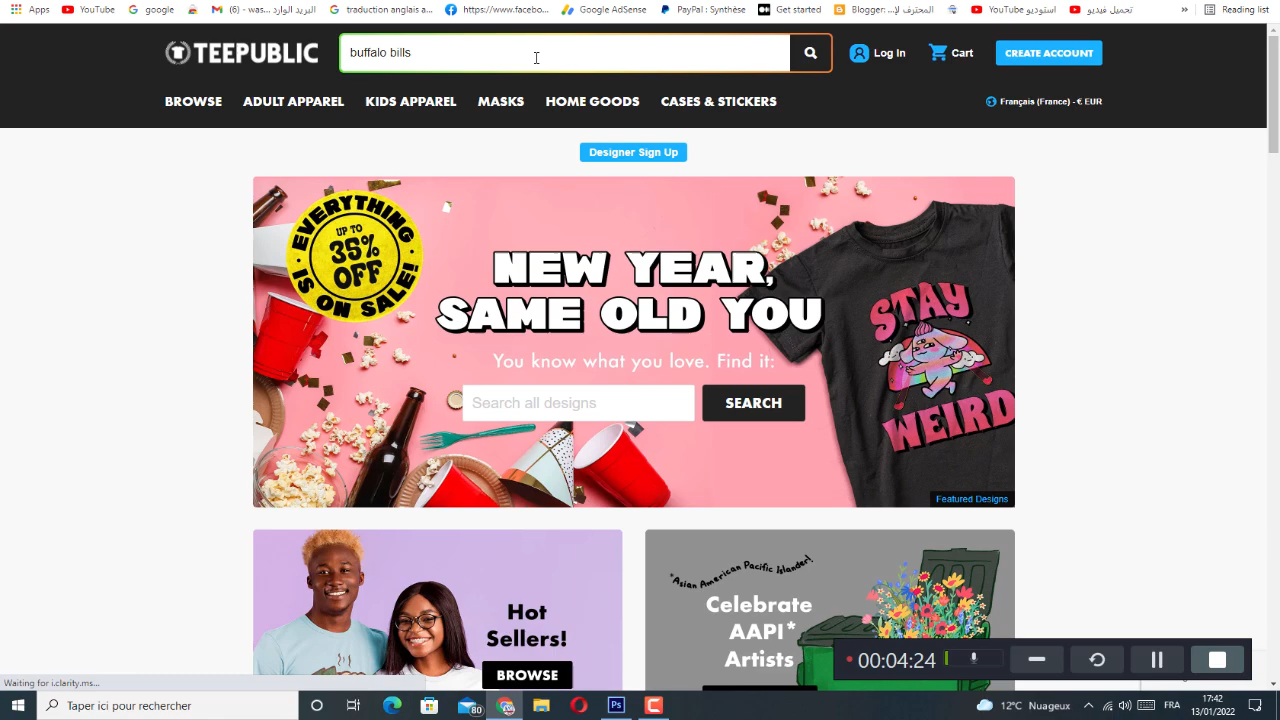 Apps YouTube google (6) - was... البريد الوارد traduction anglais a... https://www.facebo... Google AdSense PayPal : Synthèse Get started Blogger: المحترف لإ... YouTube استوديو تحميل فيديو » Reading list
TEEPUBLIC buffalo bills Log In Cart CREATE ACCOUNT
BROWSE ADULT APPAREL KIDS APPAREL MASKS HOME GOODS CASES & STICKERS Français (France) - € EUR
Designer Sign Up
EVERYTHING
UP TO
35%
OFF
IS ON SALE!
NEW YEAR,
SAME OLD YOU
You know what you love. Find it:
Search all designs SEARCH
STAY
WEIRD
Featured Designs
Hot
Sellers!
BROWSE
*Asian American Pacific Islander!
Celebrate
AAPI*
Artists
00:04:24
Waiting for i.clarity.ms...
Taper ici pour rechercher 80 Ps 12°C Nuageux FRA 17:42
13/01/2022